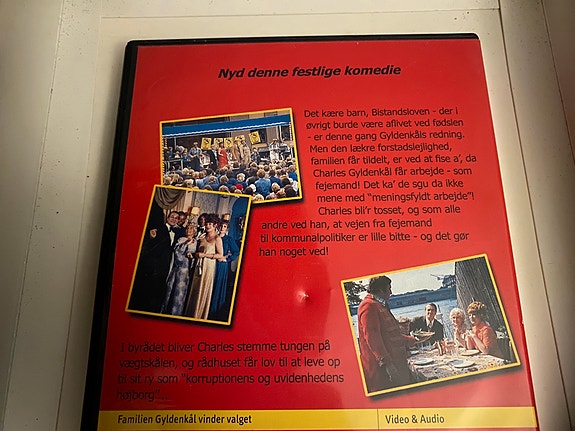 Nyd denne festlige komedie
Det kære barn, Bistandsloven - der i
øvrigt burde være aflivet ved fødslen
- er denne gang Gyldenkåls redning.
Men den lækre forstadslejlighed,
familien får tildelt, er ved at fise a', da
Charles Gyldenkål får arbejde - som
fejemand! Det ka' de sgu da ikke
mene med "meningsfyldt arbejde"!
Charles bli'r tosset, og som alle
andre ved han, at vejen fra fejemand
til kommunalpolitiker er lille bitte - og det gør
han noget ved!
I byrådet bliver Charles stemme tungen på
vægtskålen, og rådhuset får lov til at leve op
til sit ry som "korruptionens og uvidenhedens
højborg"...
Familien Gyldenkål vinder valget
Video & Audio